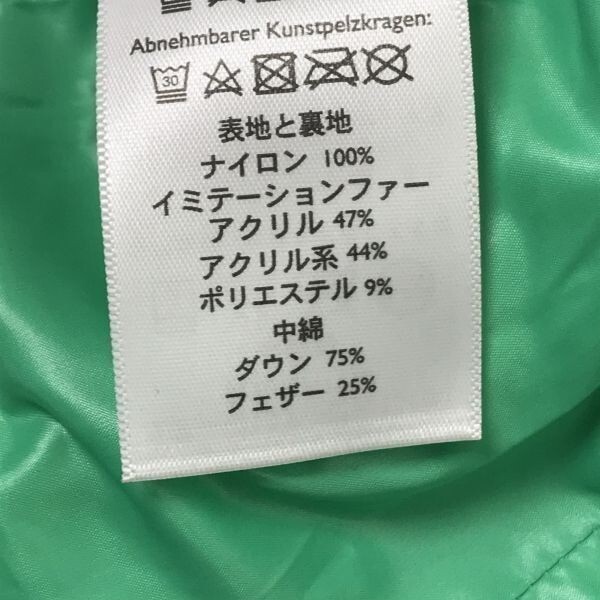 Abnehmbarer Kunstpelzkragen:
30
表地と裏地
ナイロン 100%
イミテーションファー
アクリル 47%
アクリル系 44%
ポリエステル 9%
中綿
ダウン 75%
フェザー 25%